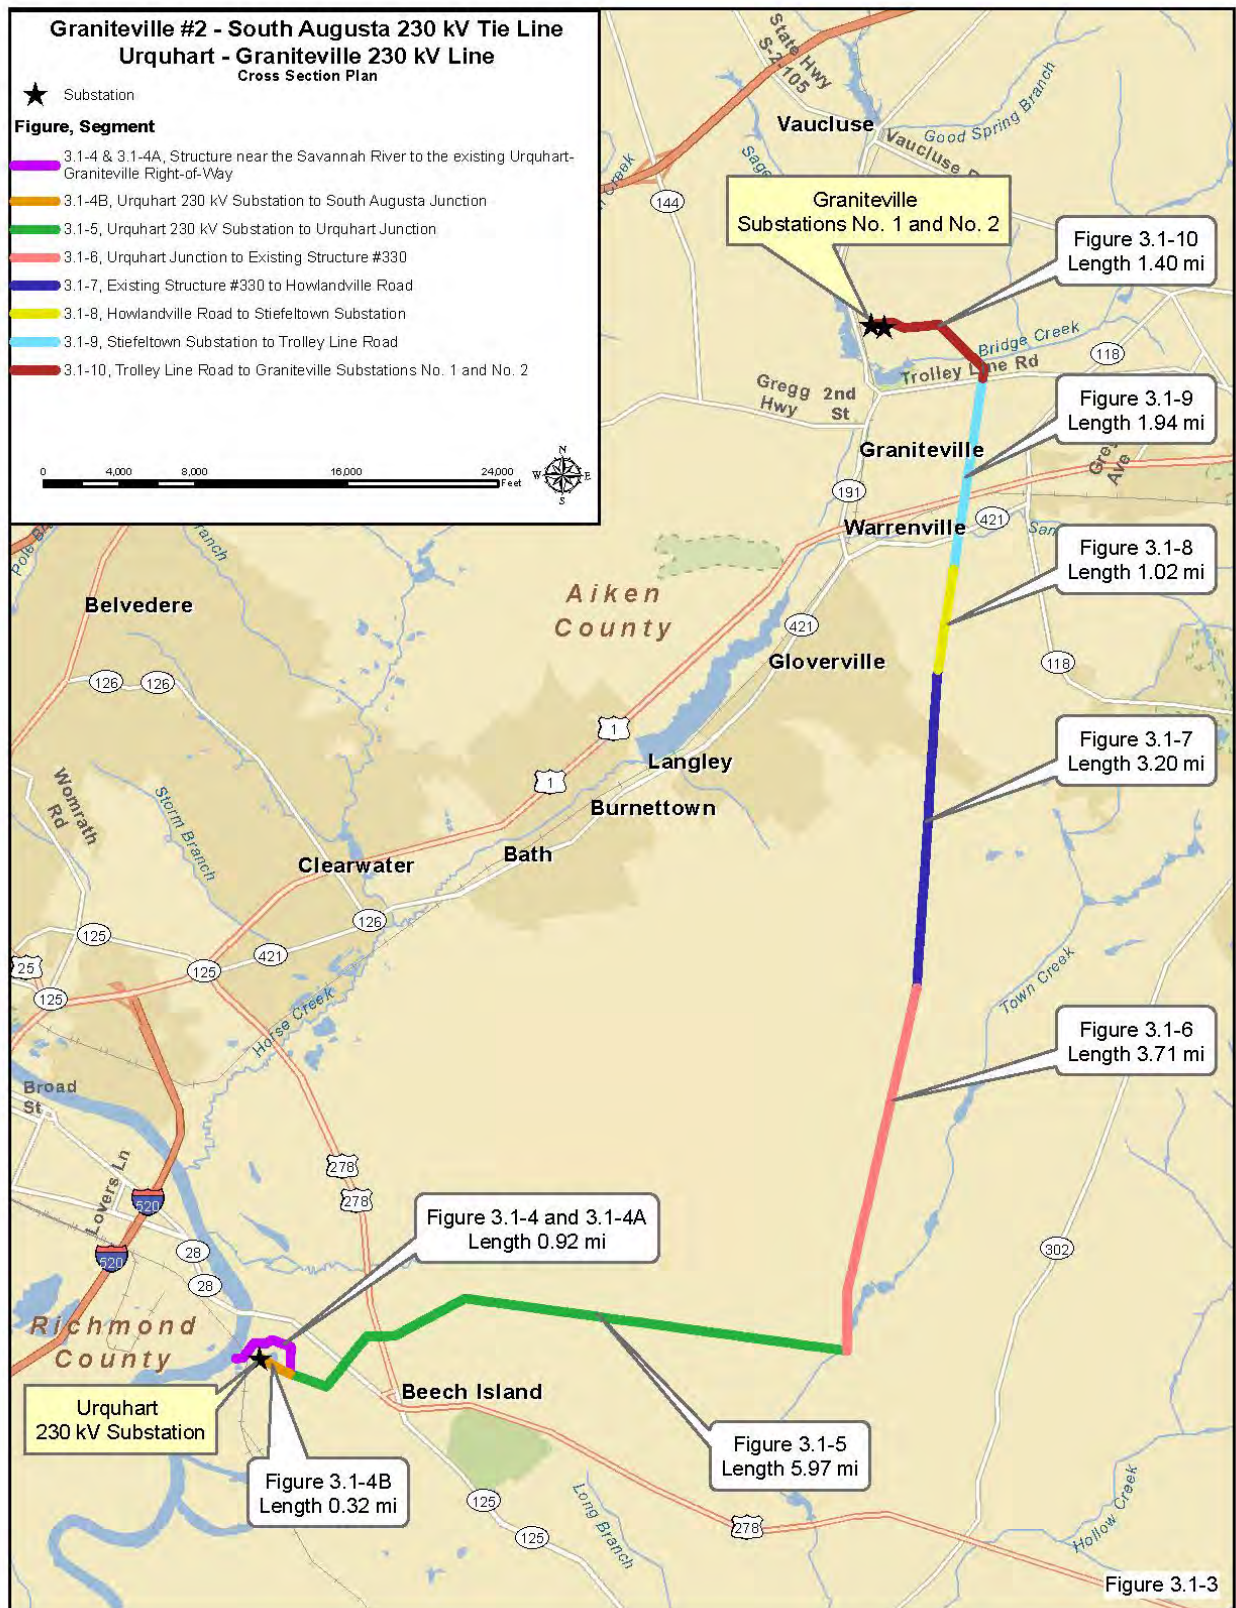 Graniteville #2 - South Augusta 230 kV Tie Line
Urquhart - Graniteville 230 kV Line
Cross Section Plan
Substation
Figure, Segment
3.1-4 & 3.1-4A, Structure near the Savannah River to the existing Urquhart-
Graniteville Right-of-Way
3.1-4B, Urquhart 230 kV Substation to South Augusta Junction
3.1-5, Urquhart 230 kV Substation to Urquhart Junction
3.1-6, Urquhart Junction to Existing Structure #330
3.1-7, Existing Structure #330 to Howlandville Road
3.1-8, Howlandville Road to Stiefeltown Substation
3.1-9, Stiefeltown Substation to Trolley Line Road
3.1-10, Trolley Line Road to Graniteville Substations No. 1 and No. 2
0 4,000 8,000 16,000 24,000
Feet
N
W E
S
State Hwy
S-2-105
Vaucluse
Good Spring Branch
Vaucluse
Creek
144
Graniteville
Substations No. 1 and No. 2
Figure 3.1-10
Length 1.40 mi
Bridge Creek
118
Trolley Line Rd
Gregg
Hwy
2nd
St
Figure 3.1-9
Length 1.94 mi
Graniteville
Ave
191
Warrenville
421
Figure 3.1-8
Length 1.02 mi
Branch
Belvedere
Aiken
County
421
Gloverville
118
126
126
1
Figure 3.1-7
Length 3.20 mi
Langley
1
Burnettown
Womrath
Rd
Storm Branch
Clearwater
Bath
126
125
421
125
25
125
Town Creek
Horse Creek
Figure 3.1-6
Length 3.71 mi
Broad
St
Lovers Ln
278
278
520
520
28
28
Figure 3.1-4 and 3.1-4A
Length 0.92 mi
302
Richmond
County
Urquhart
230 kV Substation
Beech Island
Figure 3.1-5
Length 5.97 mi
Figure 3.1-4B
Length 0.32 mi
125
125
Long Branch
278
Hollow Creek
Figure 3.1-3